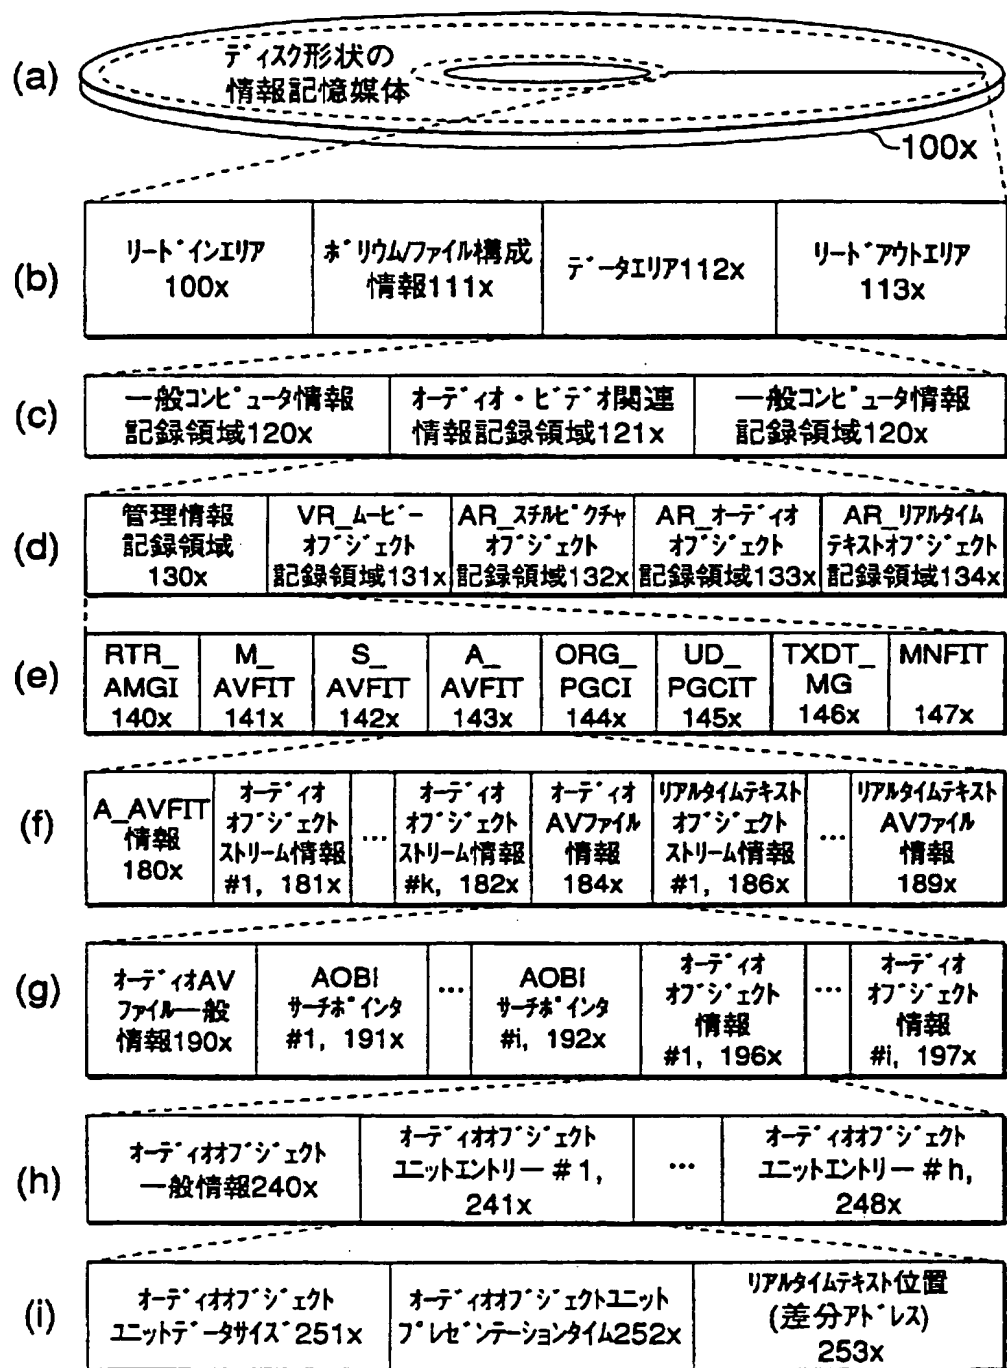 (a)
ディスク形状の
情報記憶媒体
100x
(b)
リードインエリア
100x
ボリウム/ファイル構成
情報111x
データエリア112x
リードアウトエリア
113x
(c)
一般コンピュータ情報
記録領域120x
オーディオ・ビデオ関連
情報記録領域121x
一般コンピュータ情報
記録領域120x
(d)
管理情報
記録領域
130x
VR_ムービー
オブジェクト
記録領域131x
AR_スチルピクチャ
オブジェクト
記録領域132x
AR_オーディオ
オブジェクト
記録領域133x
AR_リアルタイム
テキストオブジェクト
記録領域134x
(e)
RTR_
AMGI
140x
M_
AVFIT
141x
S_
AVFIT
142x
A_
AVFIT
143x
ORG_
PGCI
144x
UD_
PGCIT
145x
TXDT_
MG
146x
MNFIT
147x
(f)
A_AVFIT
情報
180x
オーディオ
オブジェクト
ストリーム情報
#1, 181x
…
オーディオ
オブジェクト
ストリーム情報
#k, 182x
オーディオ
AVファイル
情報
184x
リアルタイムテキスト
オブジェクト
ストリーム情報
#1, 186x
…
リアルタイムテキスト
AVファイル
情報
189x
(g)
オーディオAV
ファイル一般
情報190x
AOBI
サーチポインタ
#1, 191x
…
AOBI
サーチポインタ
#i, 192x
オーディオ
オブジェクト
情報
#1, 196x
…
オーディオ
オブジェクト
情報
#i, 197x
(h)
オーディオオブジェクト
一般情報240x
オーディオオブジェクト
ユニットエントリー#1,
241x
…
オーディオオブジェクト
ユニットエントリー#h,
248x
(i)
オーディオオブジェクト
ユニットデータサイズ251x
オーディオオブジェクトユニット
プレゼンテーションタイム252x
リアルタイムテキスト位置
(差分アドレス)
253x